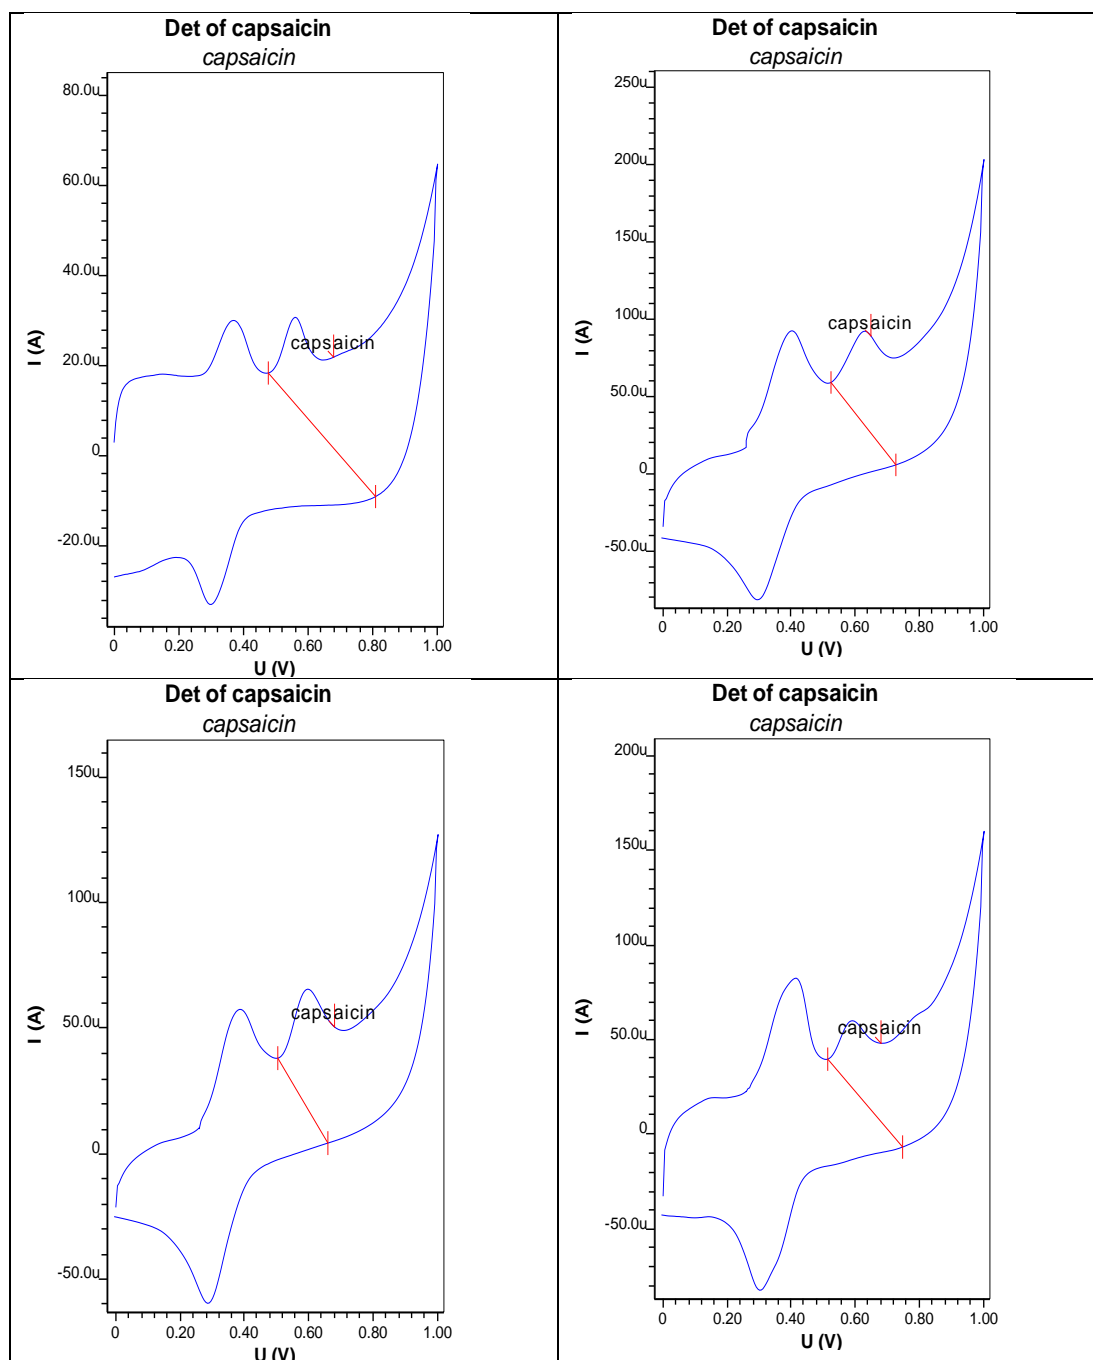 Det of capsaicin
capsaicin
80.0u
60.0u
40.0u
20.0u
0
-20.0u
I (A)
capsaicin
0 0.20 0.40 0.60 0.80 1.00
U (V)
Det of capsaicin
capsaicin
250u
200u
150u
100u
50.0u
0
-50.0u
I (A)
capsaicin
0 0.20 0.40 0.60 0.80 1.00
U (V)
Det of capsaicin
capsaicin
150u
100u
50.0u
0
-50.0u
I (A)
capsaicin
0 0.20 0.40 0.60 0.80 1.00
U (V)
Det of capsaicin
capsaicin
200u
150u
100u
50.0u
0
-50.0u
I (A)
capsaicin
0 0.20 0.40 0.60 0.80 1.00
U (V)